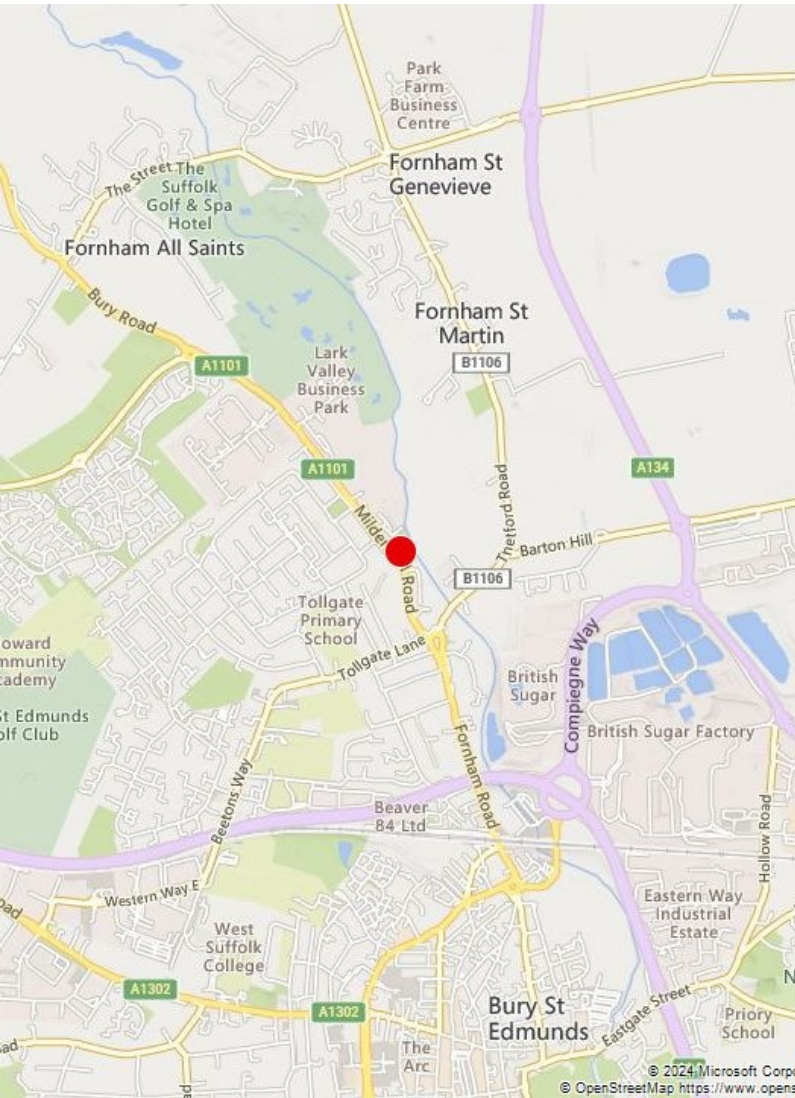 Park
Farm
Business
Centre
Fornham St
Genevieve
The Street
The
Suffolk
Golf & Spa
Hotel
Fornham All Saints
Bury Road
Fornham St
Martin
B1106
A1101
Lark
Valley
Business
Park
A1101
A134
Thetford Road
Barton Hill
B1106
Road
Tollgate
Primary
School
Tollgate Lane
British
Sugar
Compiegne Way
British Sugar Factory
St Edmunds
Fornham Road
Beetons Way
Beaver
84 Ltd
Hollow Road
Western Way E
Eastern Way
Industrial
Estate
West
Suffolk
College
A1302
A1302
Bury St
Edmunds
Eastgate Street
Priory
School
The
Arc
© 2024 Microsoft Corpo
© OpenStreetMap https://www.opens